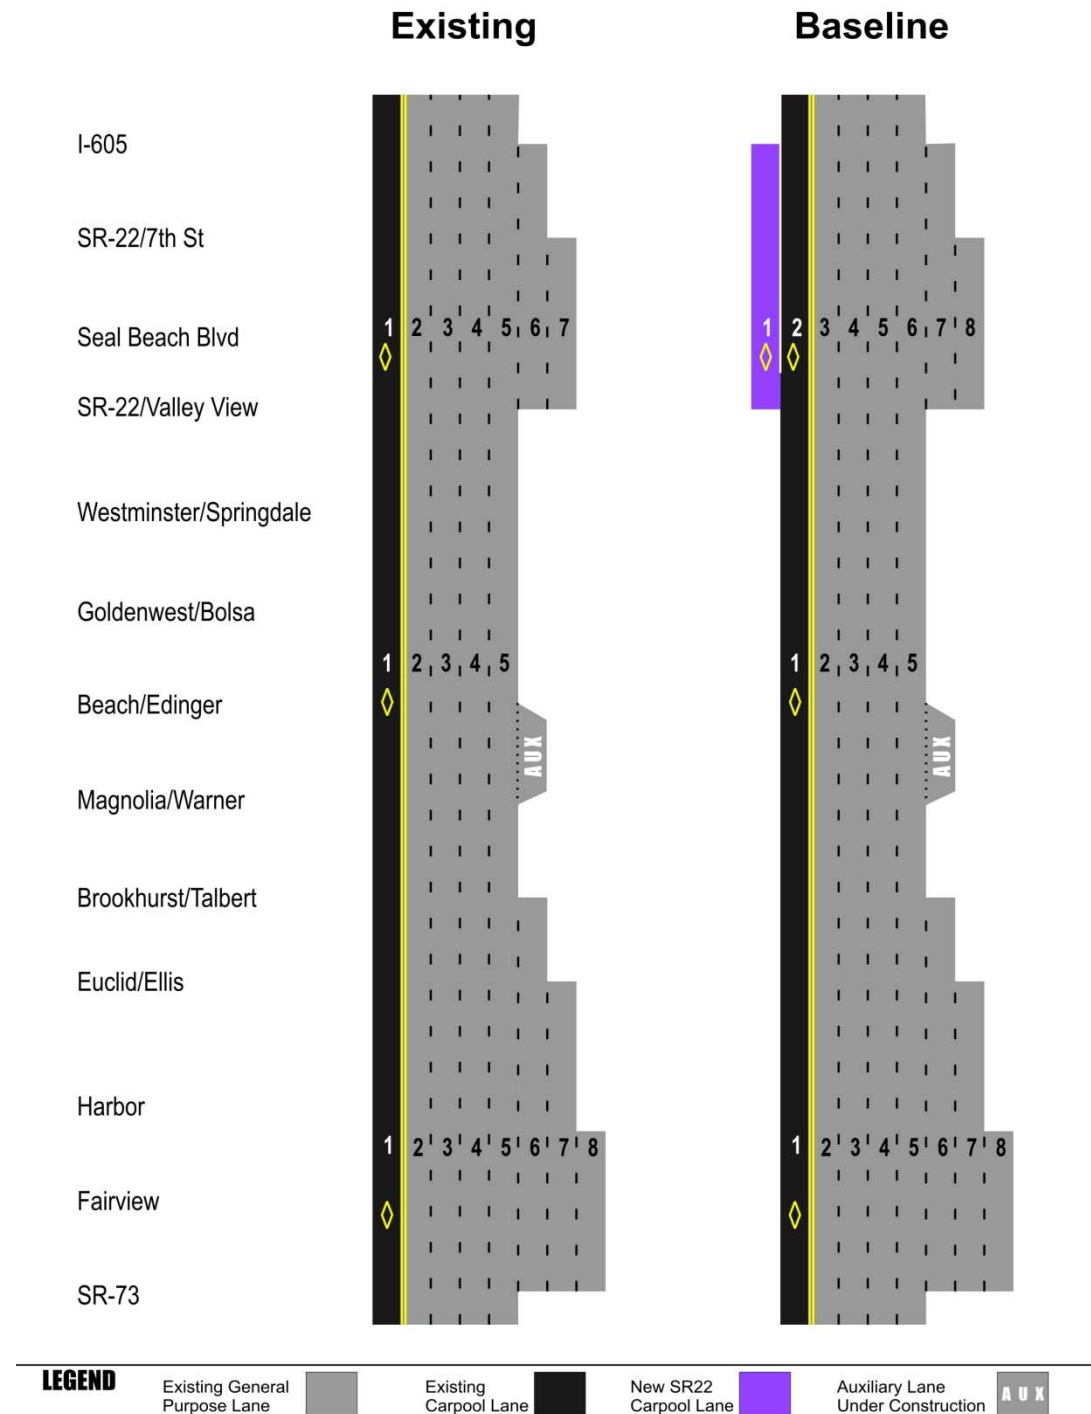 Existing Baseline
I-605
SR-22/7th St
Seal Beach Blvd
1 2 3 4 5 6 7
1 2 3 4 5 6 7 8
SR-22/Valley View
Westminster/Springdale
Goldenwest/Bolsa
1 2 3 4 5
1 2 3 4 5
Beach/Edinger
AUX
AUX
Magnolia/Warner
Brookhurst/Talbert
Euclid/Ellis
Harbor
1 2 3 4 5 6 7 8
1 2 3 4 5 6 7 8
Fairview
SR-73
LEGEND
Existing General
Purpose Lane
Existing
Carpool Lane
New SR22
Carpool Lane
Auxiliary Lane
Under Construction
AUX